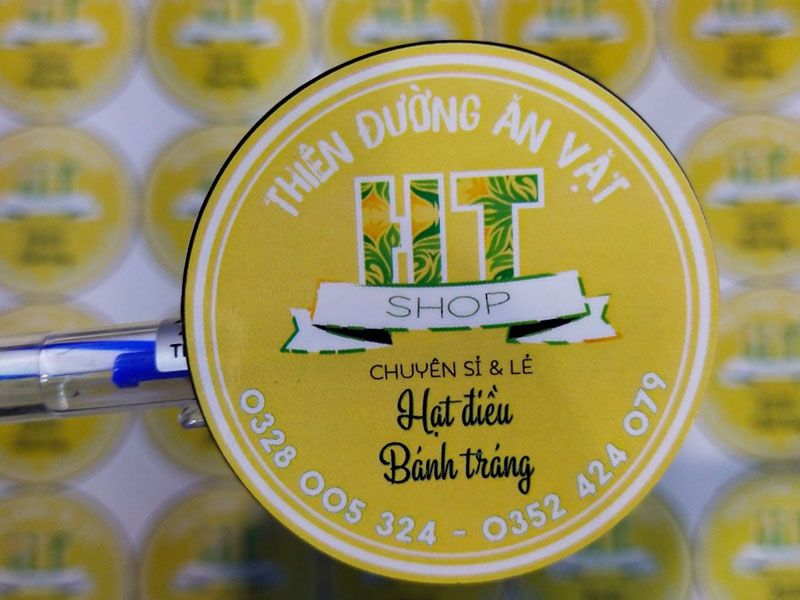 THIÊN ĐƯỜNG ĂN VẶT
HT
SHOP
CHUYÊN SỈ & LẺ
Hạt điều
Bánh tráng
0328 005 324 - 0352 424 079